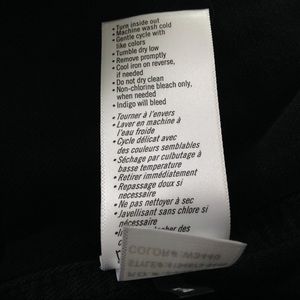 • Turn inside out
• Machine wash cold
• Gentle cycle with
like colors
• Tumble dry low
• Remove promptly
• Cool iron on reverse,
if needed
• Do not dry clean
• Non-chlorine bleach only,
when needed
• Indigo will bleed
• Tourner à l'envers
• Laver en machine à
l'eau froide
• Cycle délicat avec
des couleurs semblables
• Séchage par culbutage à
basse temperature
• Retirer immédiatement
• Repassage doux si
nécessaire
• Ne pas nettoyer à sec
• Javellisant sans chlore si
nécessaire
des
COLOR#